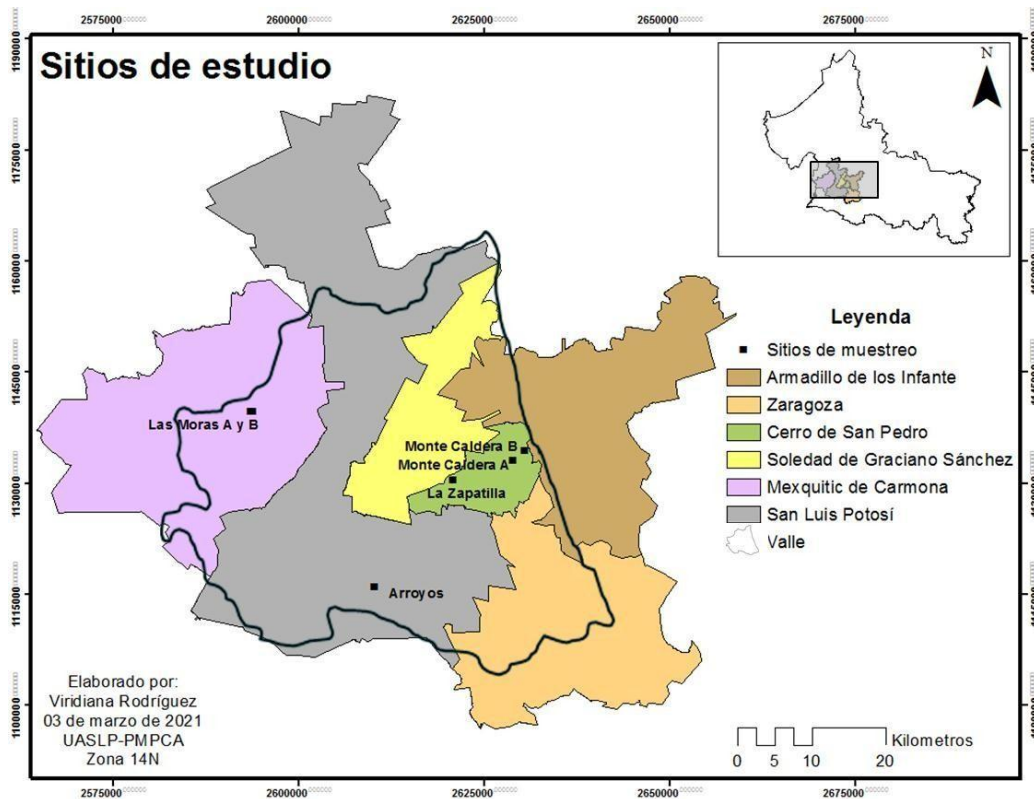 2575000 2600000 2625000 2650000 2675000
Sitios de estudio
N
1190000
1175000
1160000
1145000
1130000
1115000
1100000
Las Moras A y B
Monte Caldera B
Monte Caldera A
La Zapatilla
Arroyos
Leyenda
Sitios de muestreo
Armadillo de los Infante
Zaragoza
Cerro de San Pedro
Soledad de Graciano Sánchez
Mexquitic de Carmona
San Luis Potosí
Valle
Elaborado por:
Viridiana Rodríguez
03 de marzo de 2021
UASLP-PMPCA
Zona 14N
Kilometros
0 5 10 20
2575000 2600000 2625000 2650000 2675000